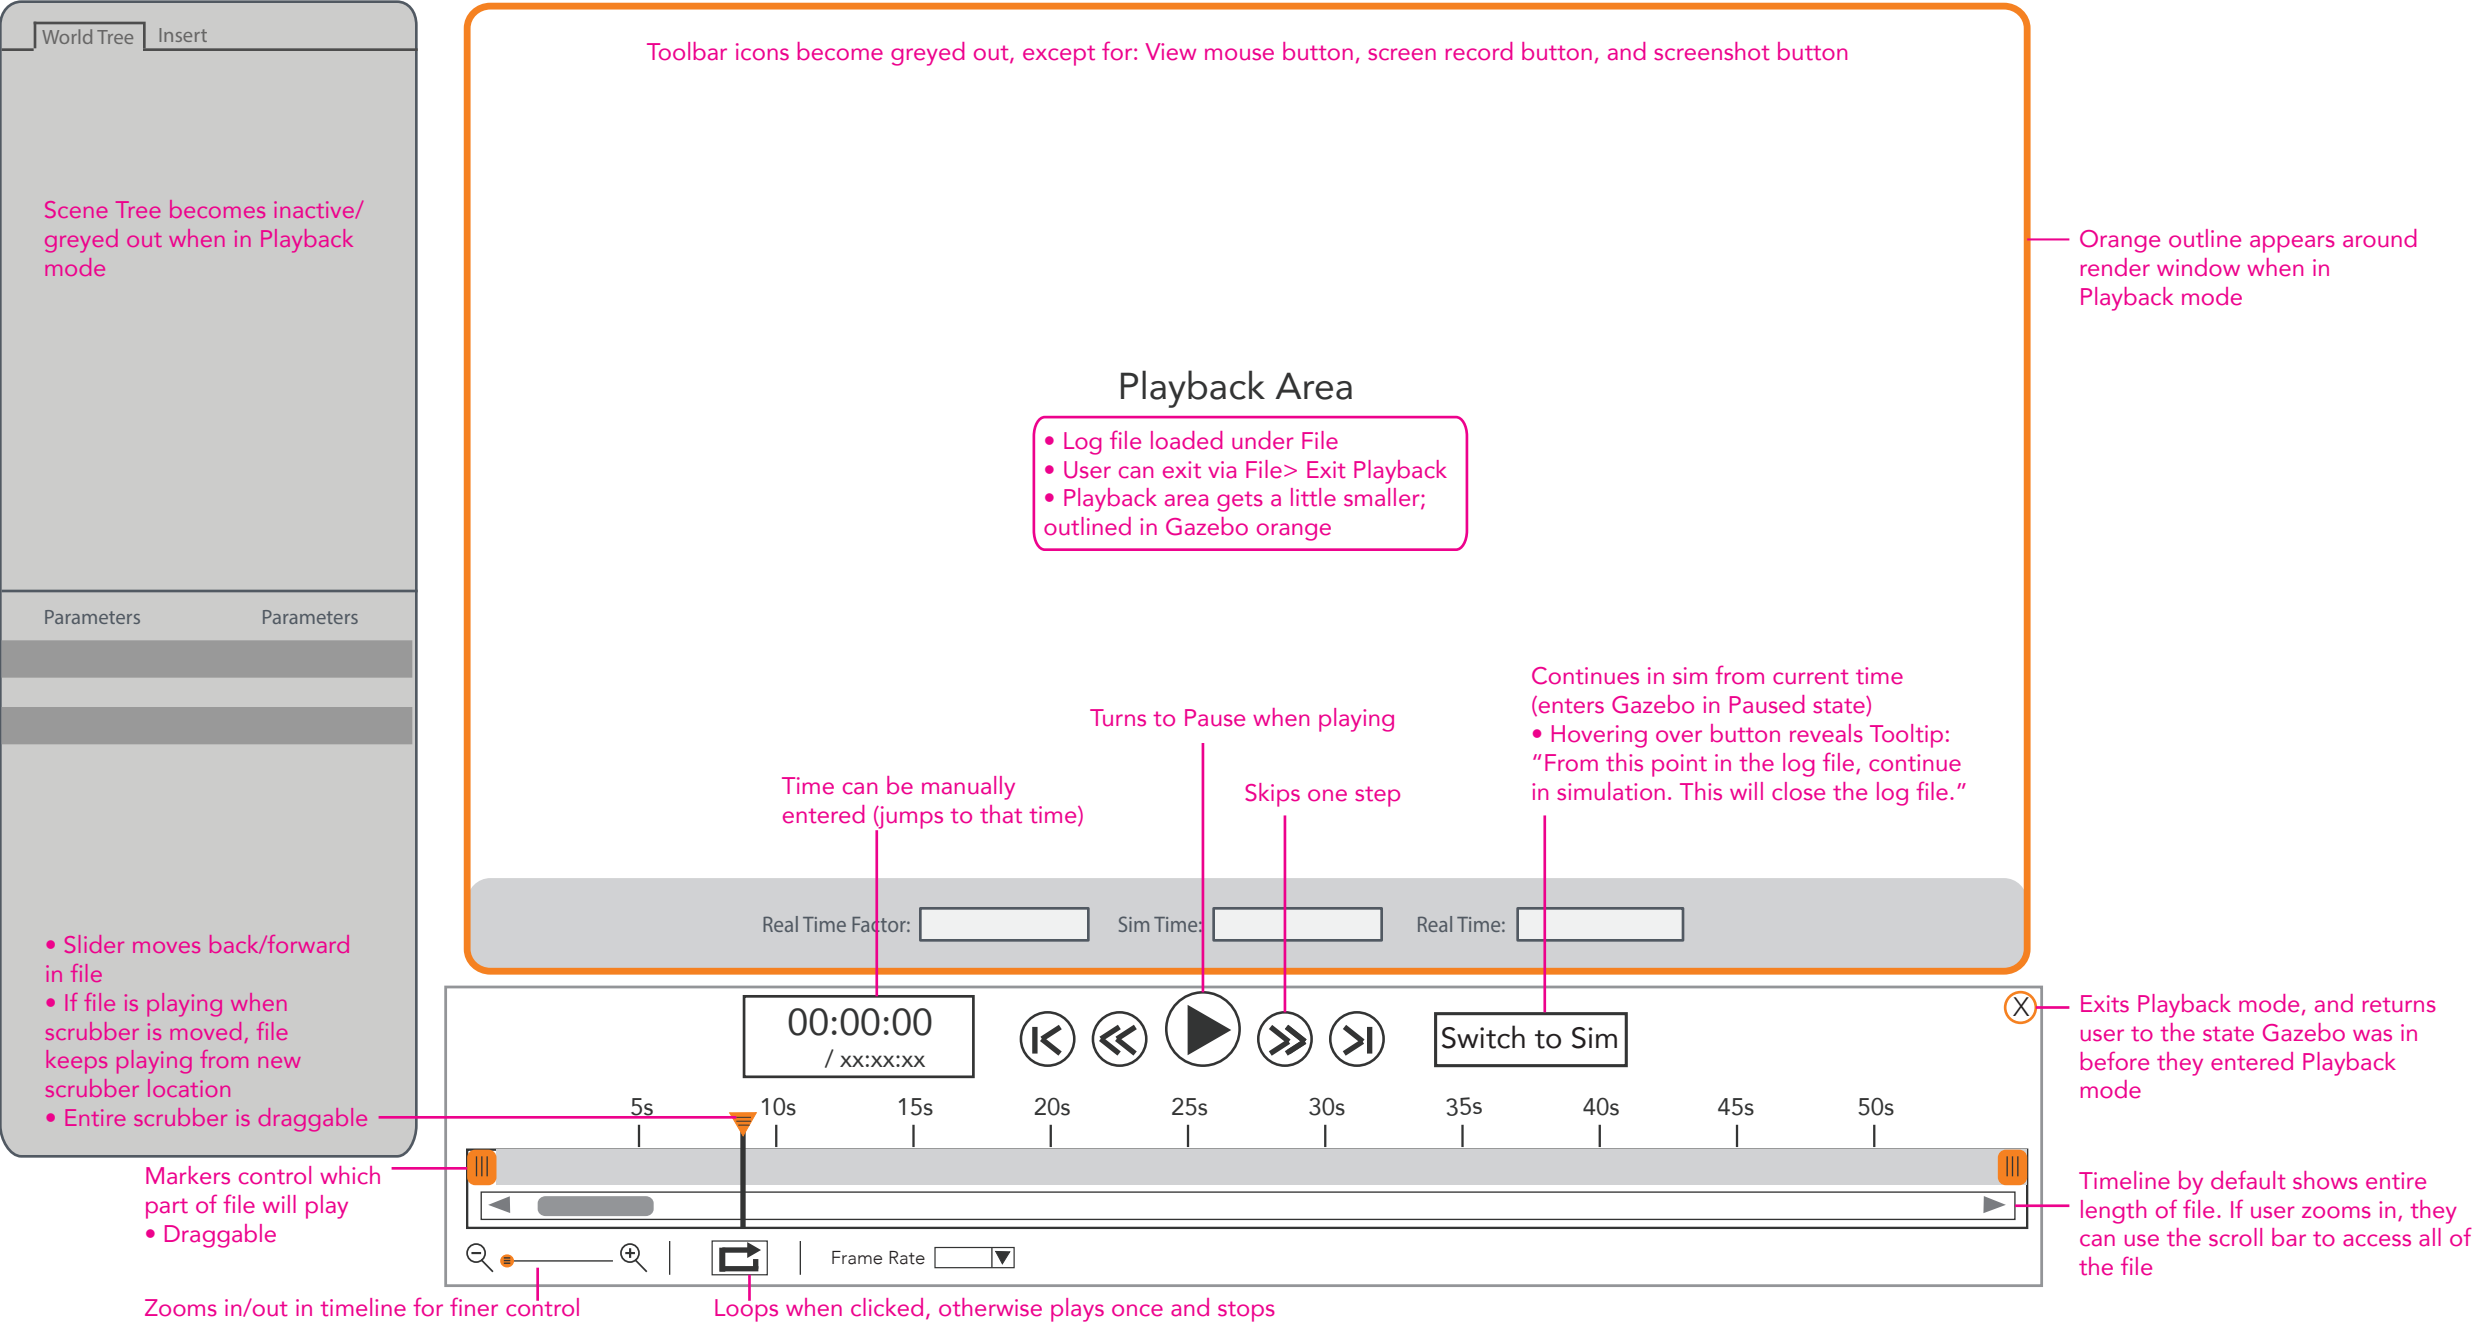 World Tree
Insert
Toolbar icons become greyed out, except for: View mouse button, screen record button, and screenshot button
Scene Tree becomes inactive/
greyed out when in Playback
mode
Orange outline appears around
render window when in
Playback mode
Playback Area
• Log file loaded under File
• User can exit via File> Exit Playback
• Playback area gets a little smaller;
outlined in Gazebo orange
Parameters
Parameters
Continues in sim from current time
(enters Gazebo in Paused state)
• Hovering over button reveals Tooltip:
“From this point in the log file, continue
in simulation. This will close the log file.”
Turns to Pause when playing
Time can be manually
entered (jumps to that time)
Skips one step
Real Time Factor:
Sim Time:
Real Time:
• Slider moves back/forward
in file
• If file is playing when
scrubber is moved, file
keeps playing from new
scrubber location
• Entire scrubber is draggable
00:00:00
/ xx:xx:xx
Switch to Sim
X
Exits Playback mode, and returns
user to the state Gazebo was in
before they entered Playback
mode
5s 10s 15s 20s 25s 30s 35s 40s 45s 50s
Markers control which
part of file will play
• Draggable
Timeline by default shows entire
length of file. If user zooms in, they
can use the scroll bar to access all of
the file
Frame Rate
Zooms in/out in timeline for finer control
Loops when clicked, otherwise plays once and stops